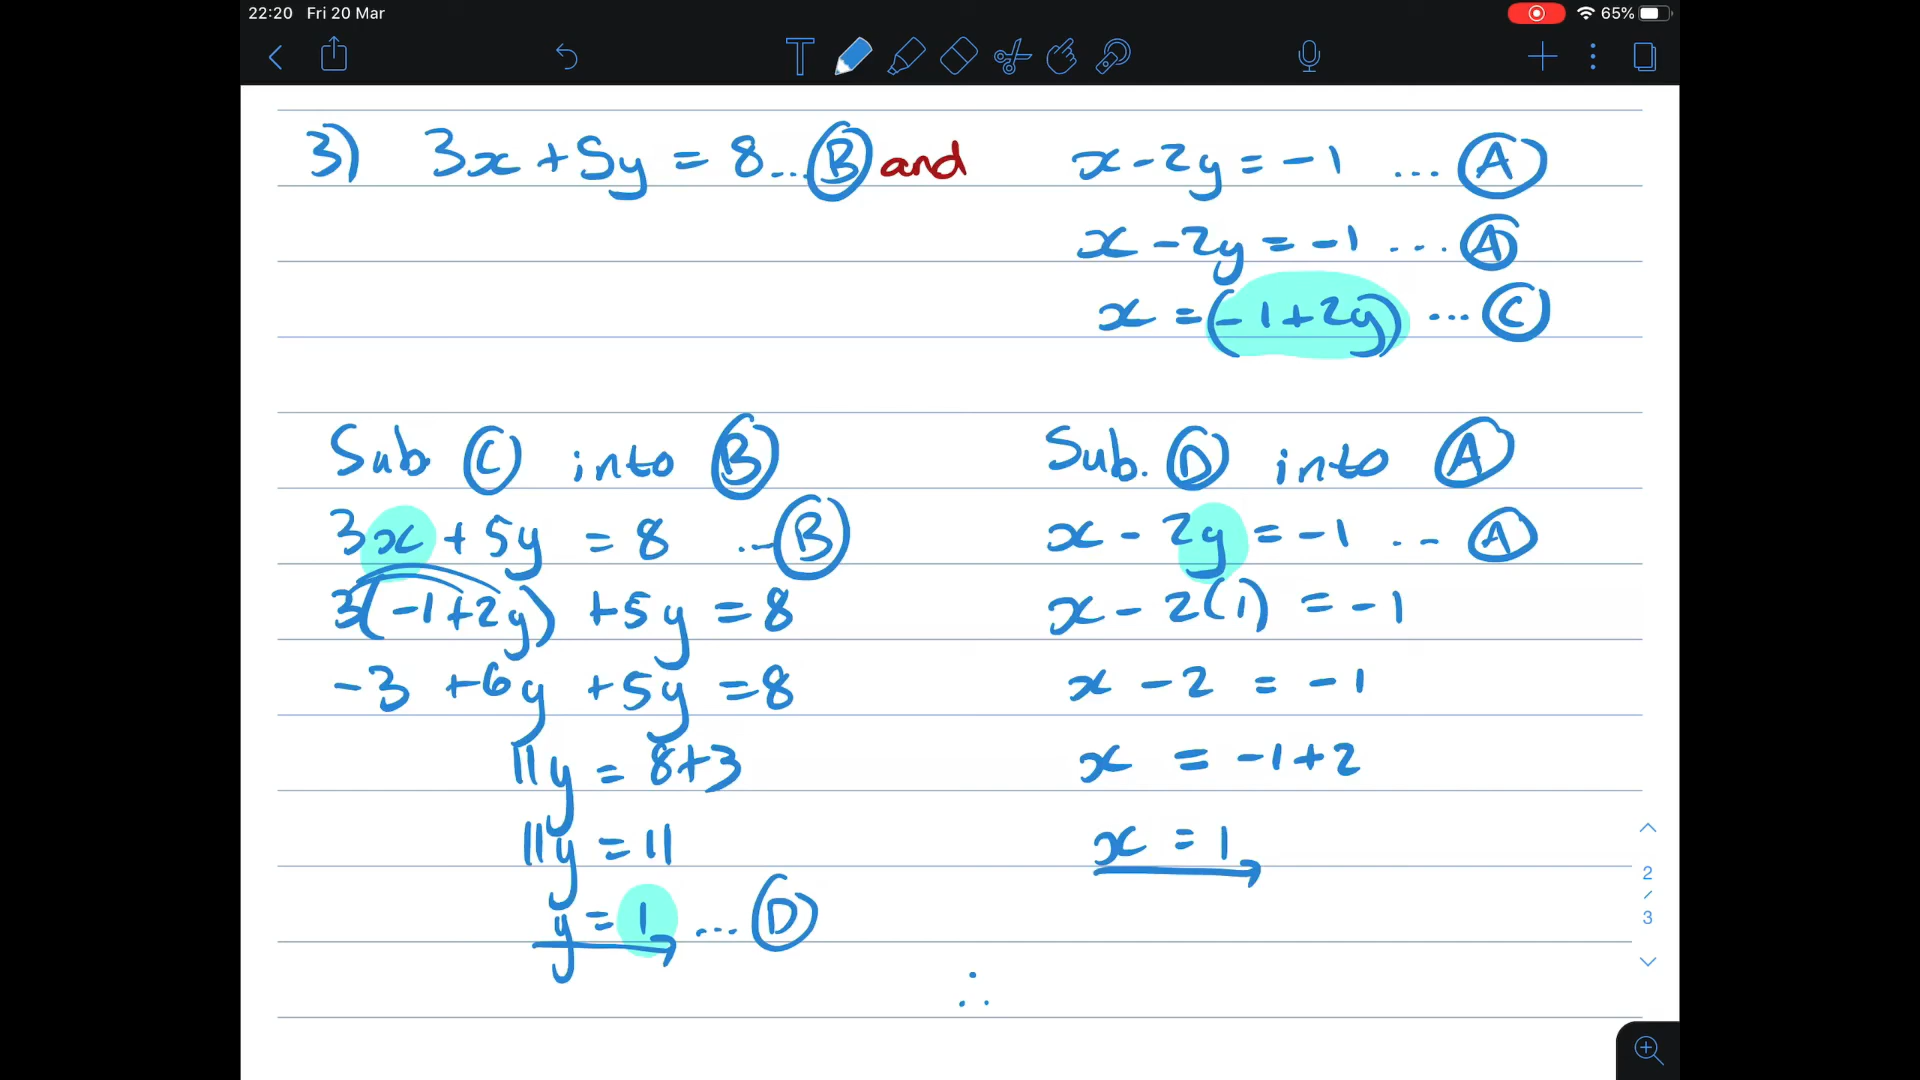 22:20 Fri 20 Mar 65%
3) 3x + 5y = 8 ... Ⓑ and x - 2y = -1 ... Ⓐ
x - 2y = -1 ... Ⓐ
x = (-1 + 2y) ... Ⓒ
Sub. Ⓒ into Ⓑ
3x + 5y = 8 ... Ⓑ
3(-1 + 2y) + 5y = 8
-3 + 6y + 5y = 8
11y = 8 + 3
11y = 11
y = 1 ... Ⓓ
Sub. Ⓓ into Ⓐ
x - 2y = -1 ... Ⓐ
x - 2(1) = -1
x - 2 = -1
x = -1 + 2
x = 1
∴
2
/
3